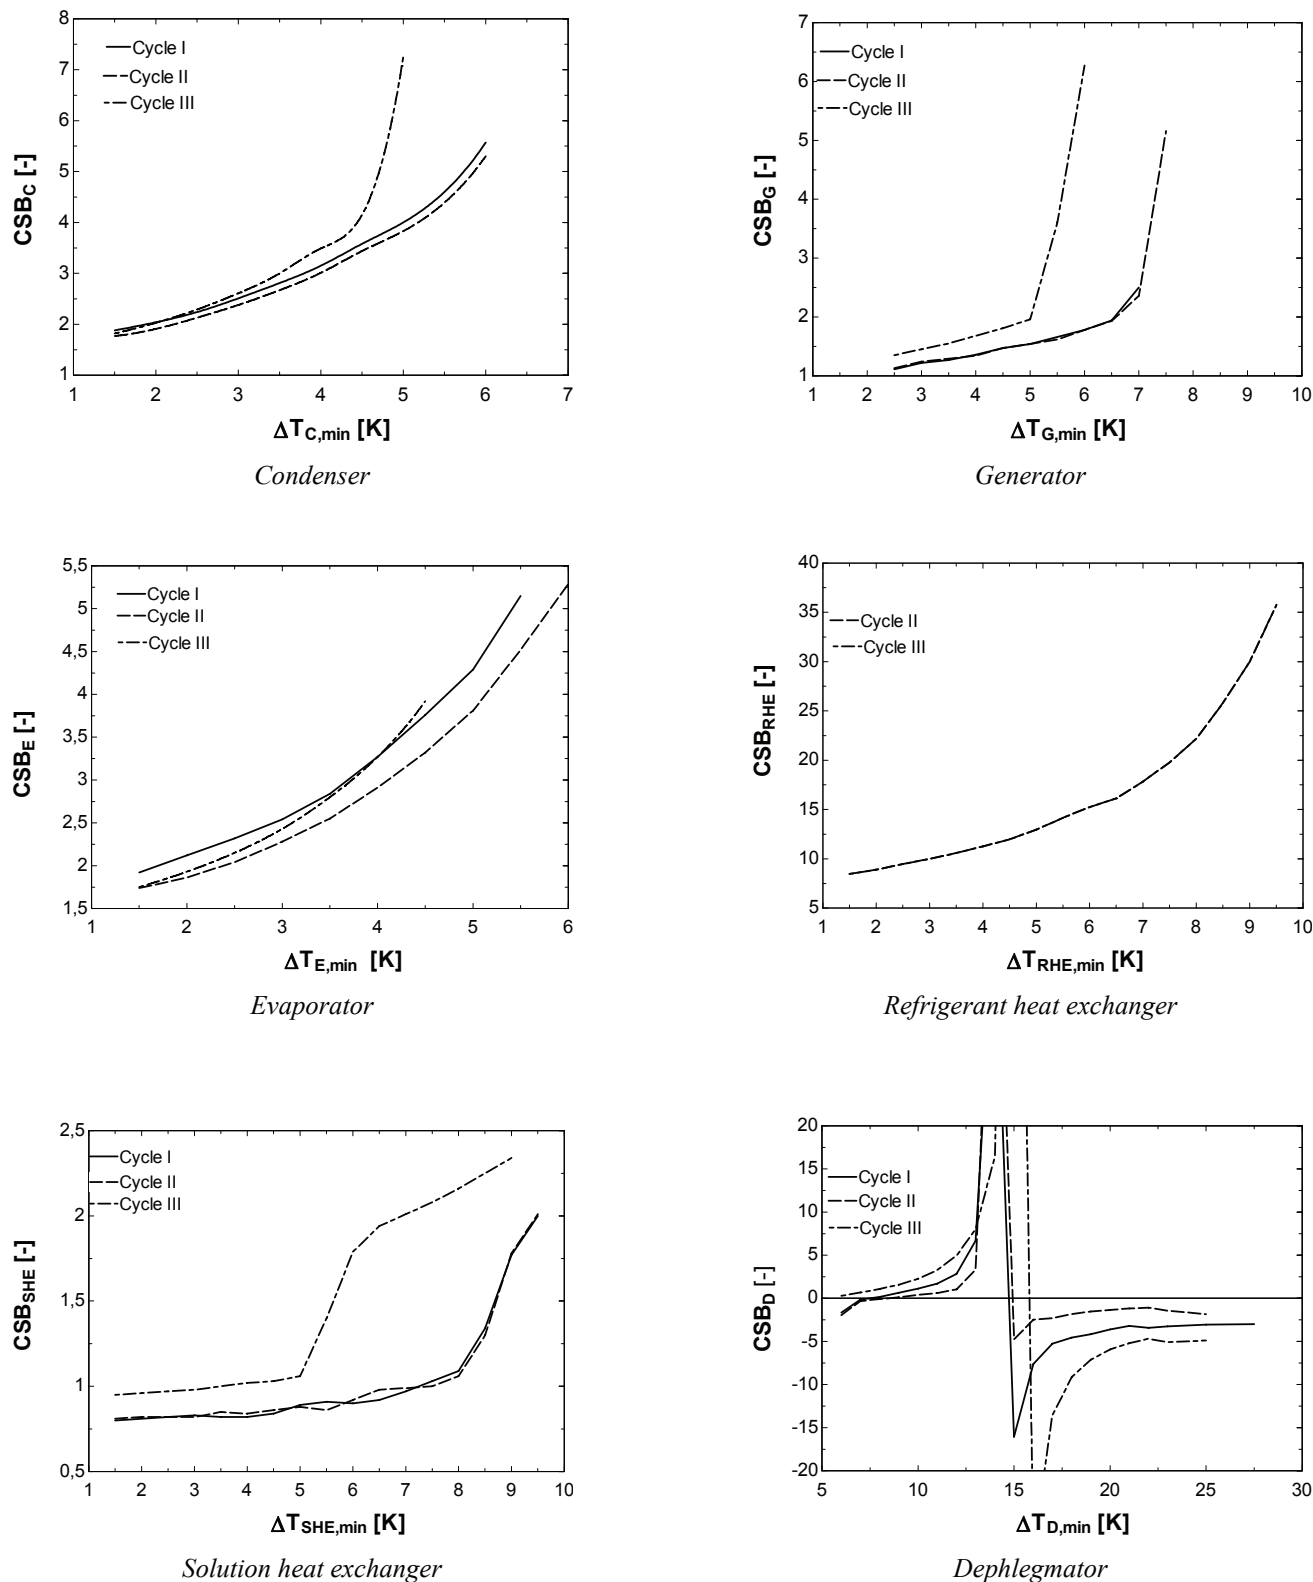 8
7
6
5
4
3
2
1
CSB_C [-]
Cycle I
Cycle II
Cycle III
1 2 3 4 5 6 7
ΔT_C,min [K]
Condenser
7
6
5
4
3
2
1
CSB_G [-]
Cycle I
Cycle II
Cycle III
1 2 3 4 5 6 7 8 9 10
ΔT_G,min [K]
Generator
5,5
5
4,5
4
3,5
3
2,5
2
1,5
CSB_E [-]
Cycle I
Cycle II
Cycle III
1 2 3 4 5 6
ΔT_E,min [K]
Evaporator
40
35
30
25
20
15
10
5
CSB_RHE [-]
Cycle II
Cycle III
1 2 3 4 5 6 7 8 9 10
ΔT_RHE,min [K]
Refrigerant heat exchanger
2,5
2
1,5
1
0,5
CSB_SHE [-]
Cycle I
Cycle II
Cycle III
1 2 3 4 5 6 7 8 9 10
ΔT_SHE,min [K]
Solution heat exchanger
20
15
10
5
0
-5
-10
-15
-20
CSB_D [-]
Cycle I
Cycle II
Cycle III
5 10 15 20 25 30
ΔT_D,min [K]
Dephlegmator